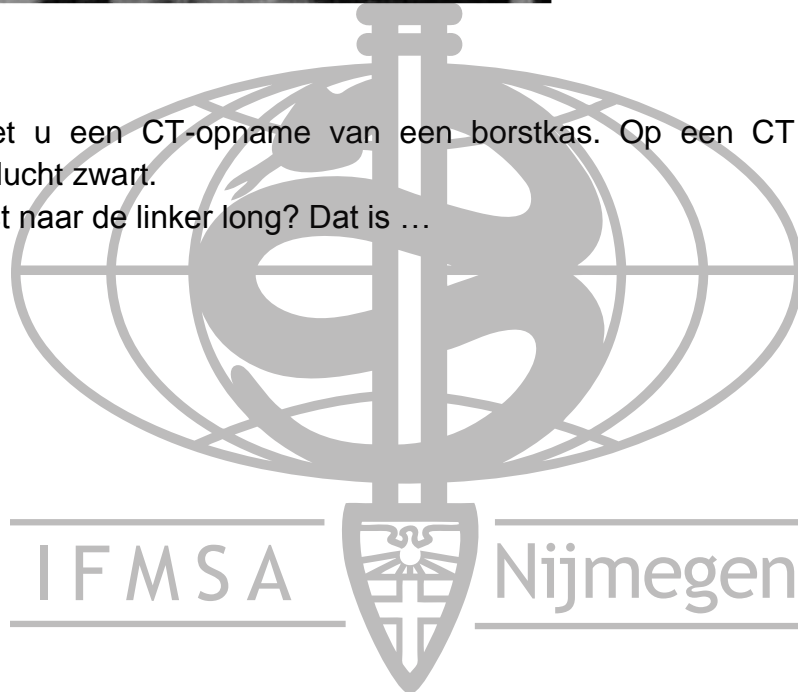 et u een CT-opname van een borstkas. Op een CT
lucht zwart.
t naar de linker long? Dat is …
IFMSA Nijmegen